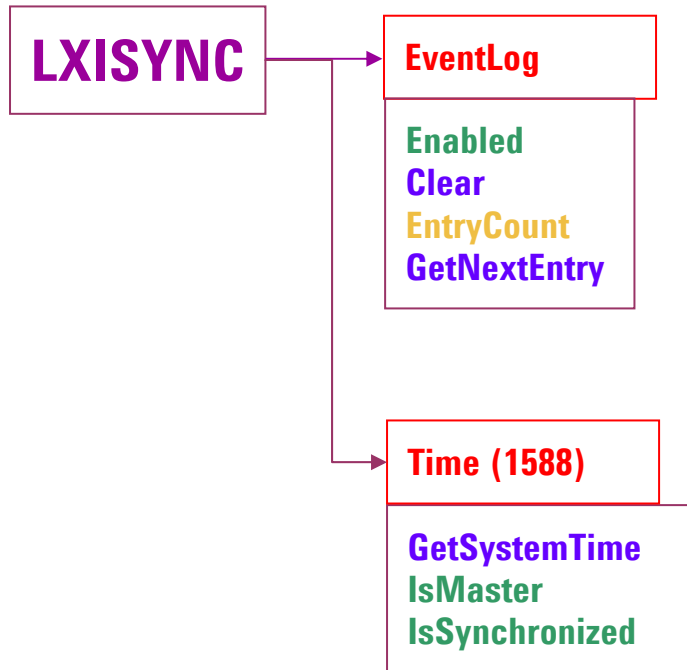 LXISYNC
EventLog
Enabled
Clear
EntryCount
GetNextEntry
Time (1588)
GetSystemTime
IsMaster
IsSynchronized